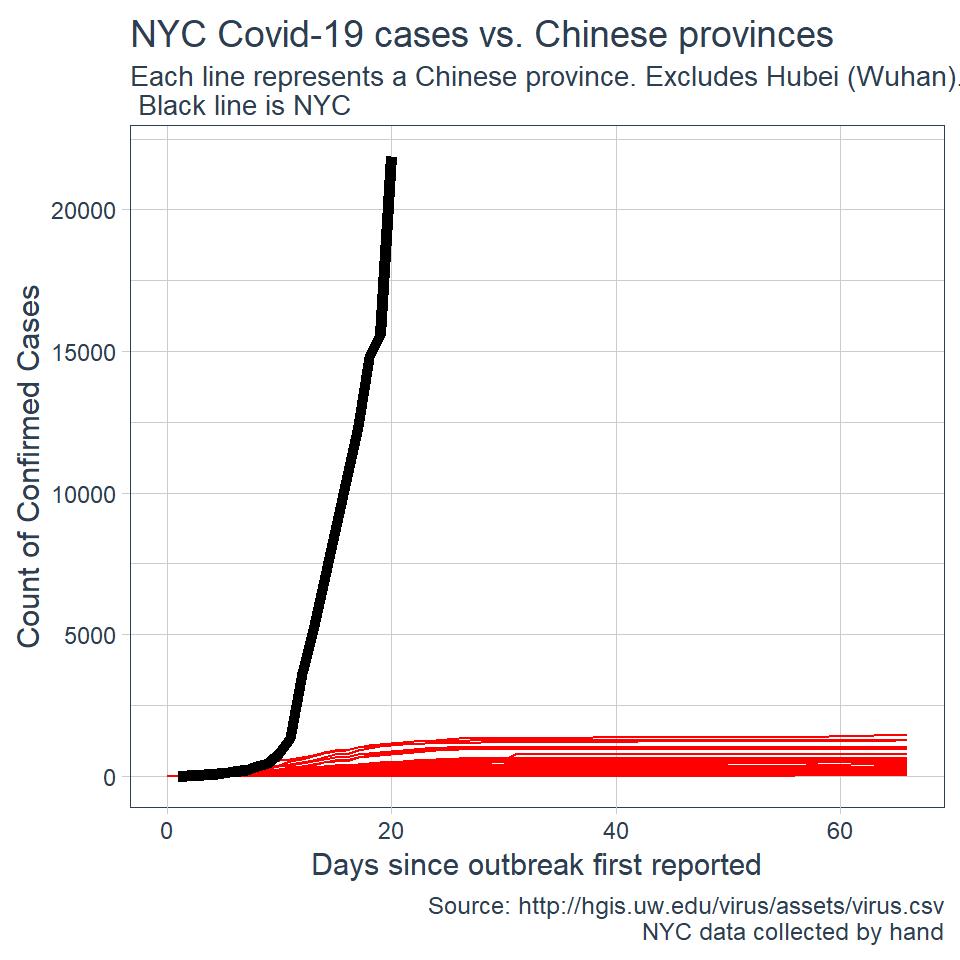 NYC Covid-19 cases vs. Chinese provinces
Each line represents a Chinese province. Excludes Hubei (Wuhan).
Black line is NYC
20000
15000
10000
5000
0
Count of Confirmed Cases
0 20 40 60
Days since outbreak first reported
Source: http://hgis.uw.edu/virus/assets/virus.csv
NYC data collected by hand